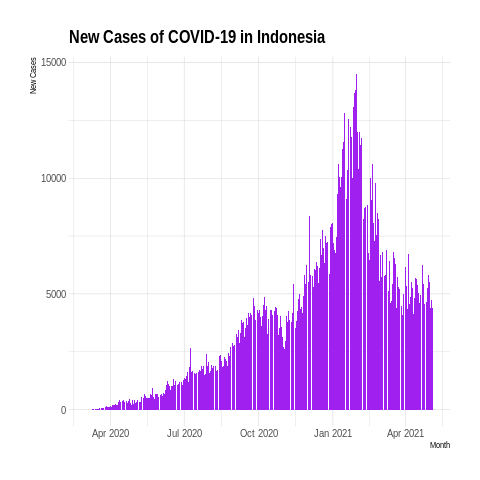 New Cases of COVID-19 in Indonesia
New Cases
15000
10000
5000
0
Apr 2020 Jul 2020 Oct 2020 Jan 2021 Apr 2021
Month